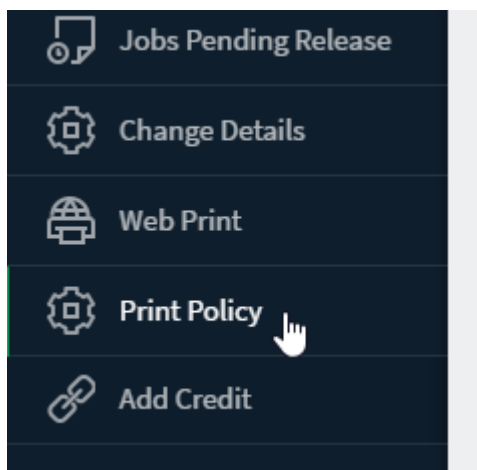 Jobs Pending Release
Change Details
Web Print
Print Policy
Add Credit